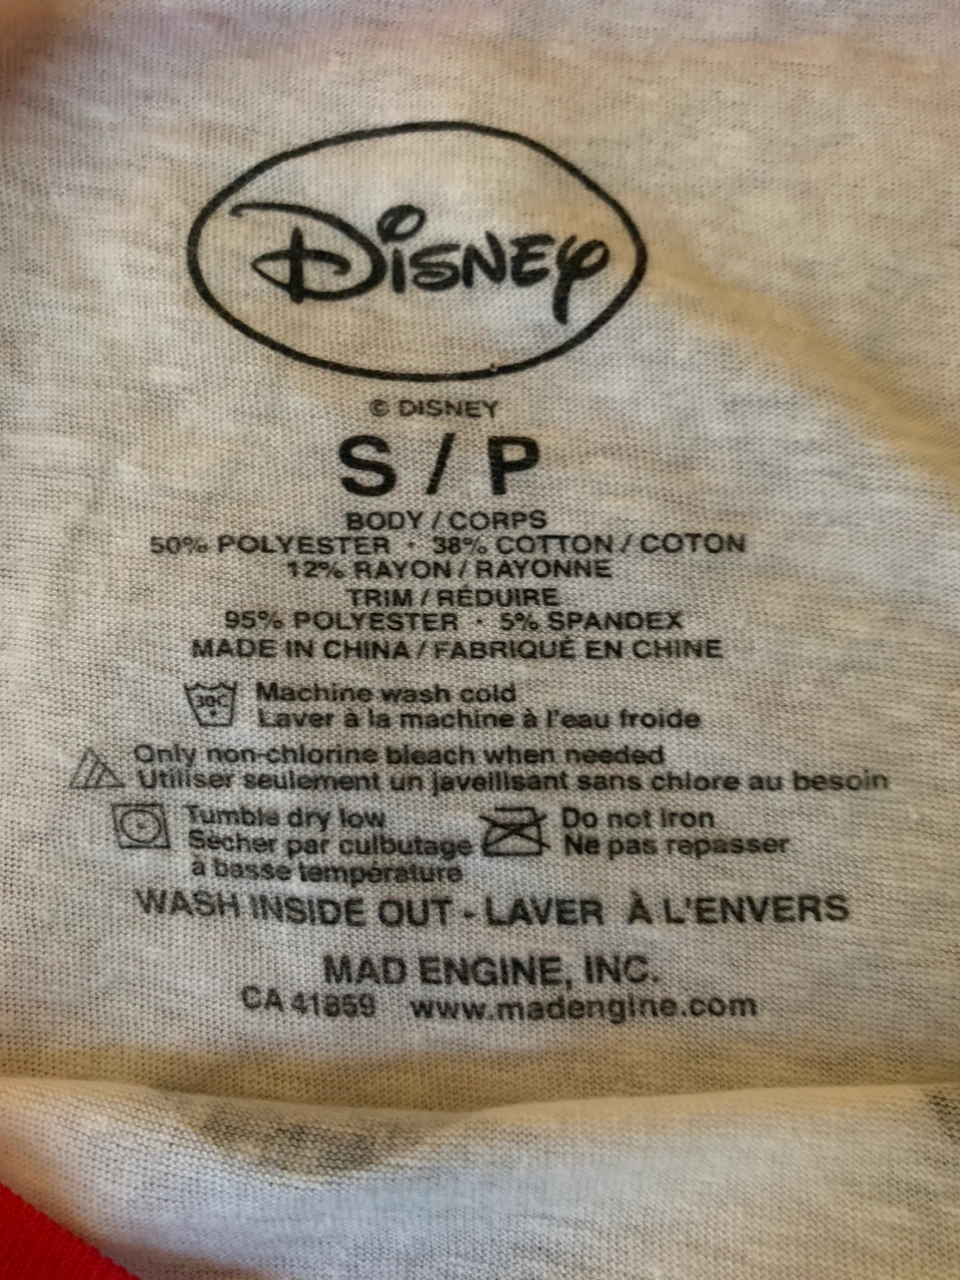 Disney
© DISNEY
S / P
BODY / CORPS
50% POLYESTER · 38% COTTON / COTON
12% RAYON / RAYONNE
TRIM / RÉDUIRE
95% POLYESTER · 5% SPANDEX
MADE IN CHINA / FABRIQUÉ EN CHINE
30C Machine wash cold
Laver à la machine à l'eau froide
Only non-chlorine bleach when needed
Utiliser seulement un javellisant sans chlore au besoin
Tumble dry low
Sècher par culbutage
à basse température
Do not Iron
Ne pas repasser
WASH INSIDE OUT - LAVER À L'ENVERS
MAD ENGINE, INC.
CA 41859 www.madengine.com